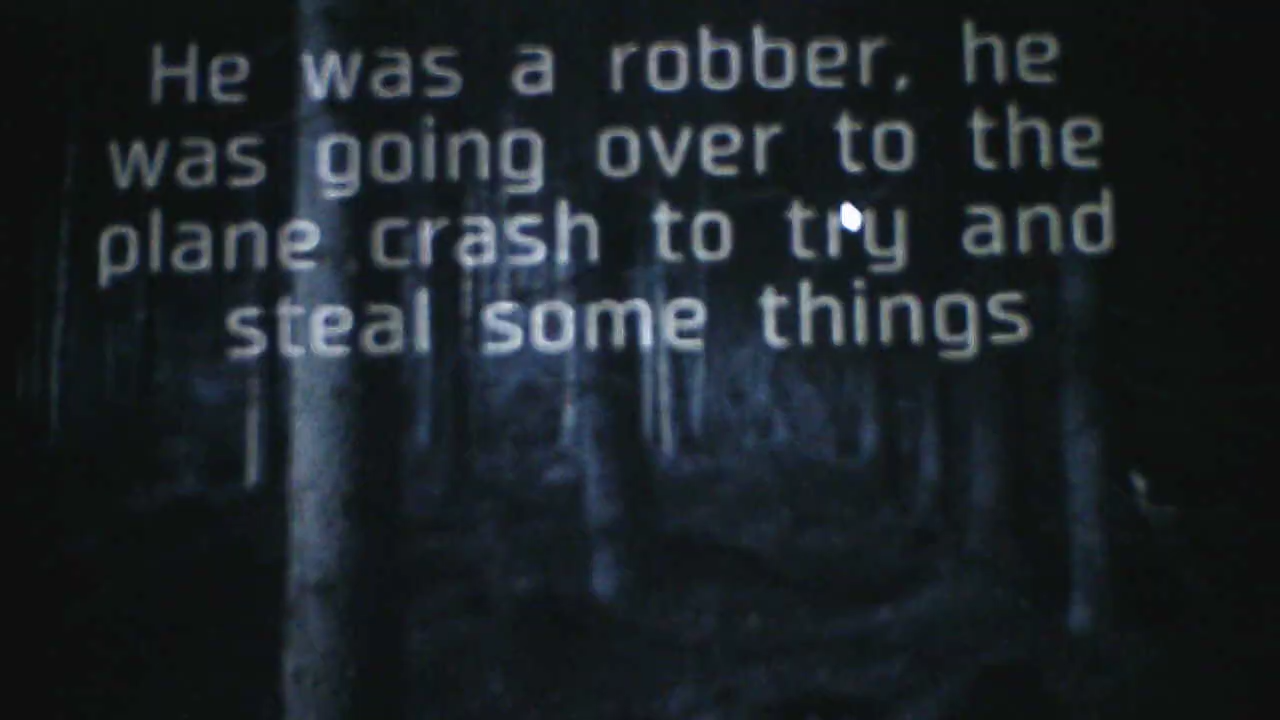 He was a robber, he
was going over to the
plane crash to try and
steal some things